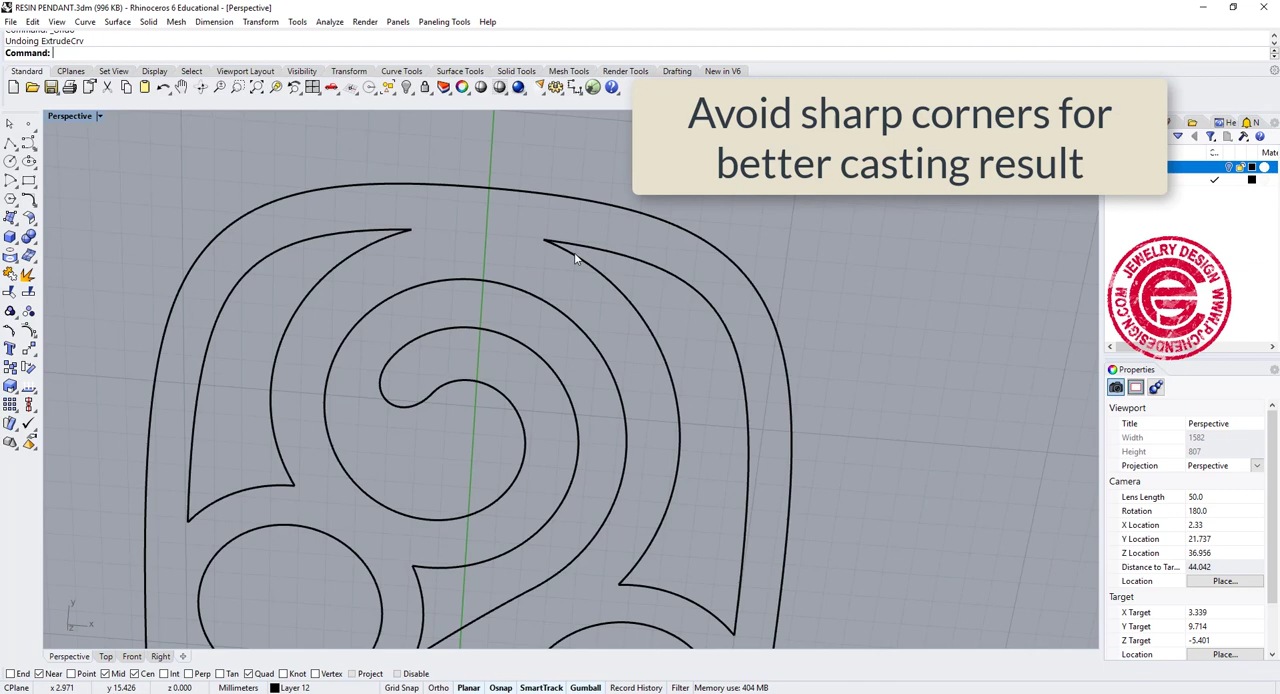 RESIN PENDANT.3dm (996 KB) - Rhinoceros 6 Educational - [Perspective]
File Edit View Curve Surface Solid Mesh Dimension Transform Tools Analyze Render Panels Paneling Tools Help
Undoing ExtrudeCrv
Command:
Standard CPlanes Set View Display Select Viewport Layout Visibility Transform Curve Tools Surface Tools Solid Tools Mesh Tools Render Tools Drafting New in V6
Avoid sharp corners for
better casting result
Perspective
He N
C... Mate
JEWELRY DESIGN WWW.PJCHENDESIGN.COM
Properties
Viewport
Title Perspective
Width 1582
Height 807
Projection Perspective
Camera
Lens Length 50.0
Rotation 180.0
X Location 2.33
Y Location 21.737
Z Location 36.956
Distance to Tar... 44.042
Location Place...
Target
X Target 3.339
Y Target 9.714
Z Target -5.401
Location Place...
y
z x
Perspective Top Front Right
End Near Point Mid Cen Int Perp Tan Quad Knot Vertex Project Disable
CPlane x 2.971 y 15.426 z 0.000 Millimeters Layer 12 Grid Snap Ortho Planar Osnap SmartTrack Gumball Record History Filter Memory use: 404 MB